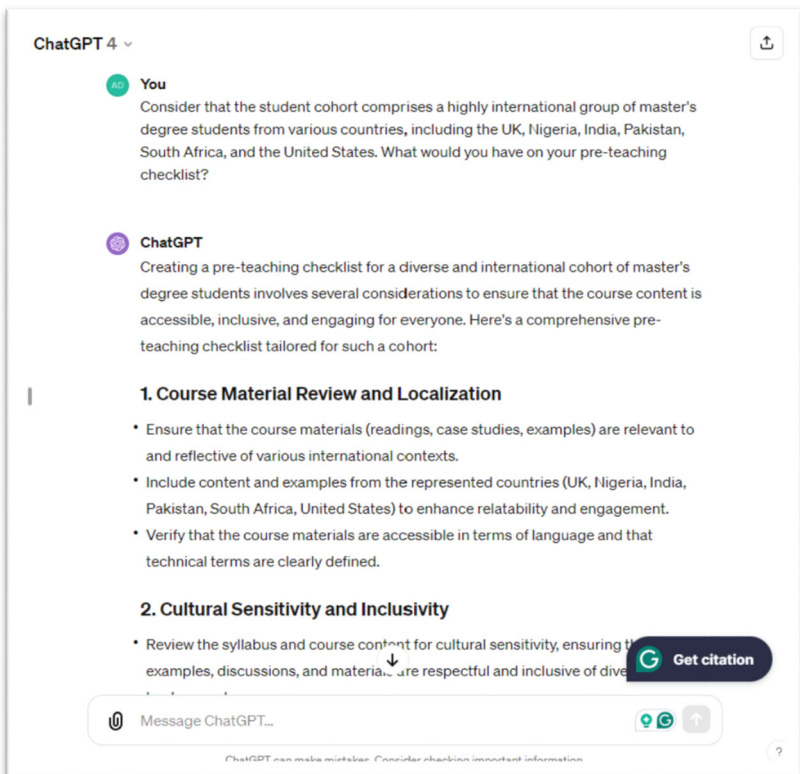 ChatGPT 4
AD
You
Consider that the student cohort comprises a highly international group of master's
degree students from various countries, including the UK, Nigeria, India, Pakistan,
South Africa, and the United States. What would you have on your pre-teaching
checklist?
ChatGPT
Creating a pre-teaching checklist for a diverse and international cohort of master's
degree students involves several considerations to ensure that the course content is
accessible, inclusive, and engaging for everyone. Here's a comprehensive pre-
teaching checklist tailored for such a cohort:
1. Course Material Review and Localization
• Ensure that the course materials (readings, case studies, examples) are relevant to
and reflective of various international contexts.
• Include content and examples from the represented countries (UK, Nigeria, India,
Pakistan, South Africa, United States) to enhance relatability and engagement.
• Verify that the course materials are accessible in terms of language and that
technical terms are clearly defined.
2. Cultural Sensitivity and Inclusivity
• Review the syllabus and course content for cultural sensitivity, ensuring
examples, discussions, and materials are respectful and inclusive of
Get citation
Message ChatGPT...
ChatGPT can make mistakes. Consider checking important information.
?